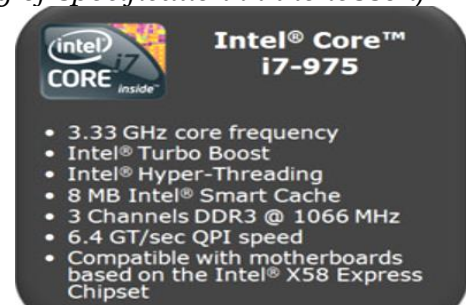 Intel® Core™
i7-975
intel
CORE i7
inside™
• 3.33 GHz core frequency
• Intel® Turbo Boost
• Intel® Hyper-Threading
• 8 MB Intel® Smart Cache
• 3 Channels DDR3 @ 1066 MHz
• 6.4 GT/sec QPI speed
• Compatible with motherboards
based on the Intel® X58 Express
Chipset